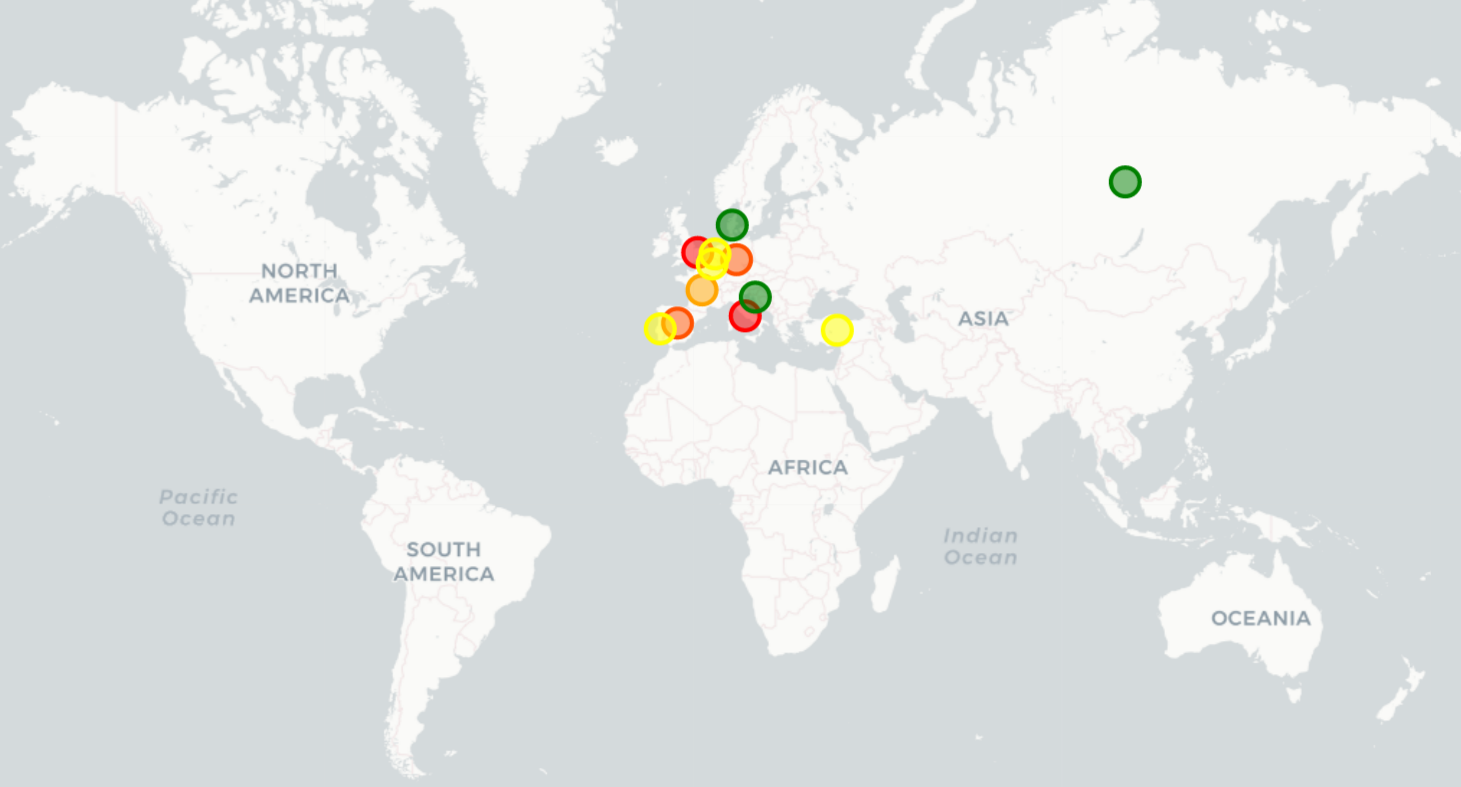 NORTH
AMERICA
ASIA
AFRICA
Pacific
Ocean
Indian
Ocean
SOUTH
AMERICA
OCEANIA